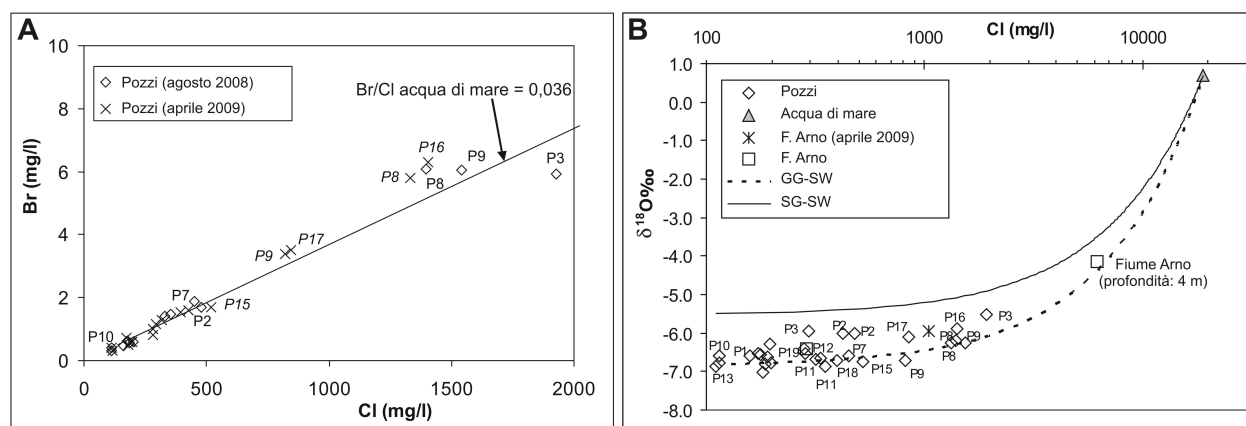 A
10
8
6
4
2
0
Br (mg/l)
Pozzi (agosto 2008)
Pozzi (aprile 2009)
Br/Cl acqua di mare = 0,036
P16
P8
P8
P9
P3
P9
P17
P7
P2
P15
P10
0
500
1000
1500
2000
Cl (mg/l)
B
Cl (mg/l)
100
1000
10000
1.0
0.0
-1.0
-2.0
-3.0
-4.0
-5.0
-6.0
-7.0
-8.0
δ18O‰
Pozzi
Acqua di mare
F. Arno (aprile 2009)
F. Arno
GG-SW
SG-SW
Fiume Arno
(profondità: 4 m)
P3
P2
P17
P16
P3
P10
P1
P19
P12
P7
P8
P9
P13
P11
P11
P18
P15
P9
P8